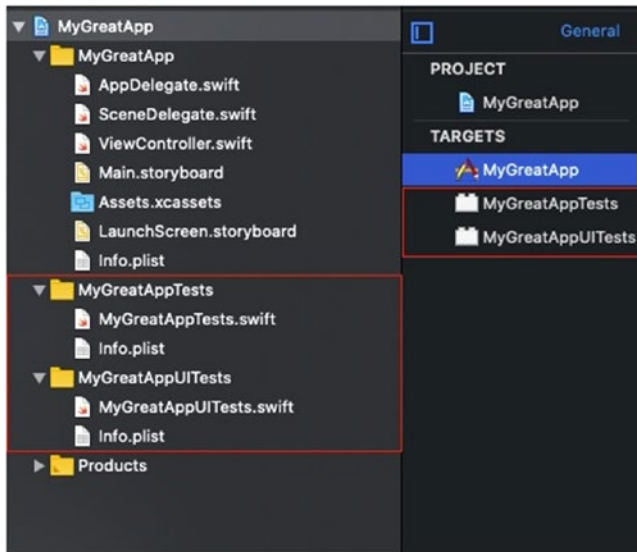 MyGreatApp
MyGreatApp
AppDelegate.swift
SceneDelegate.swift
ViewController.swift
Main.storyboard
Assets.xcassets
LaunchScreen.storyboard
Info.plist
MyGreatAppTests
MyGreatAppTests.swift
Info.plist
MyGreatAppUITests
MyGreatAppUITests.swift
Info.plist
Products
General
PROJECT
MyGreatApp
TARGETS
MyGreatApp
MyGreatAppTests
MyGreatAppUITests